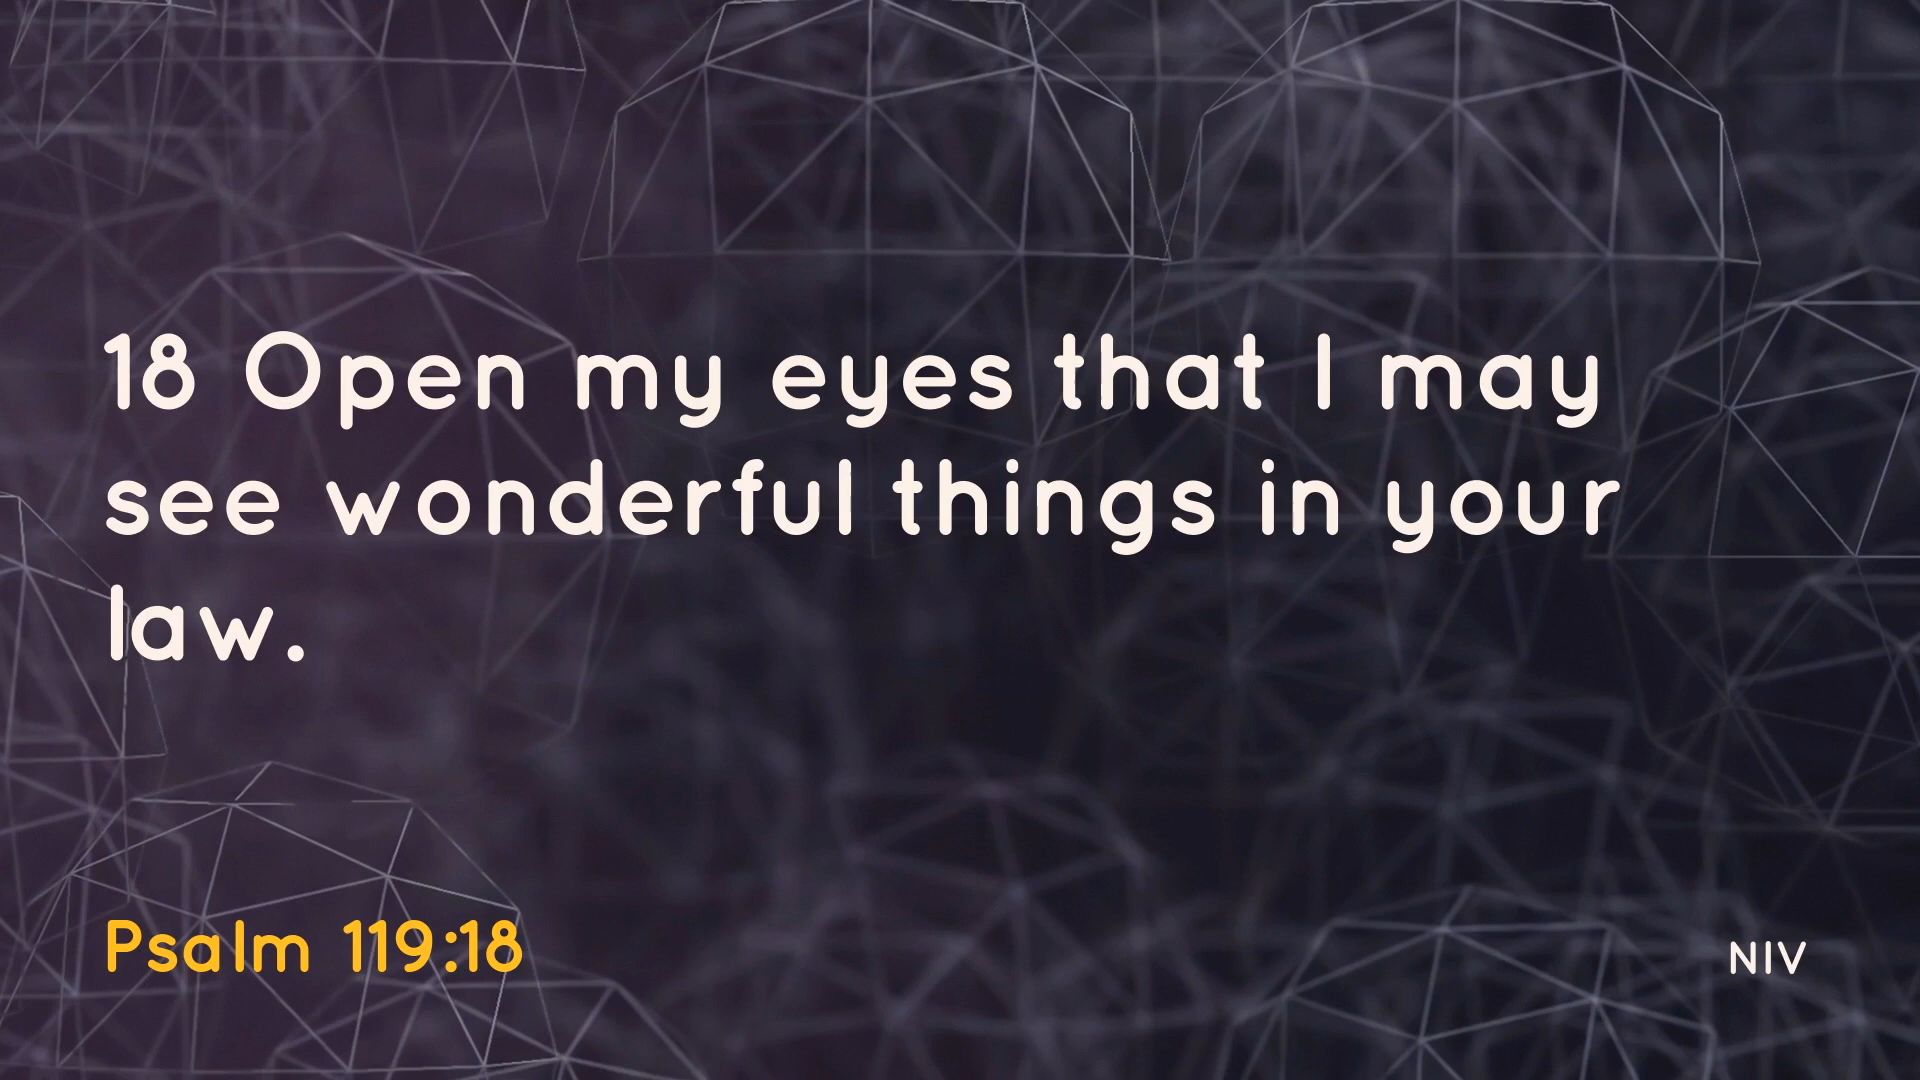 18 Open my eyes that I may
see wonderful things in your
law.
Psalm 119:18
NIV